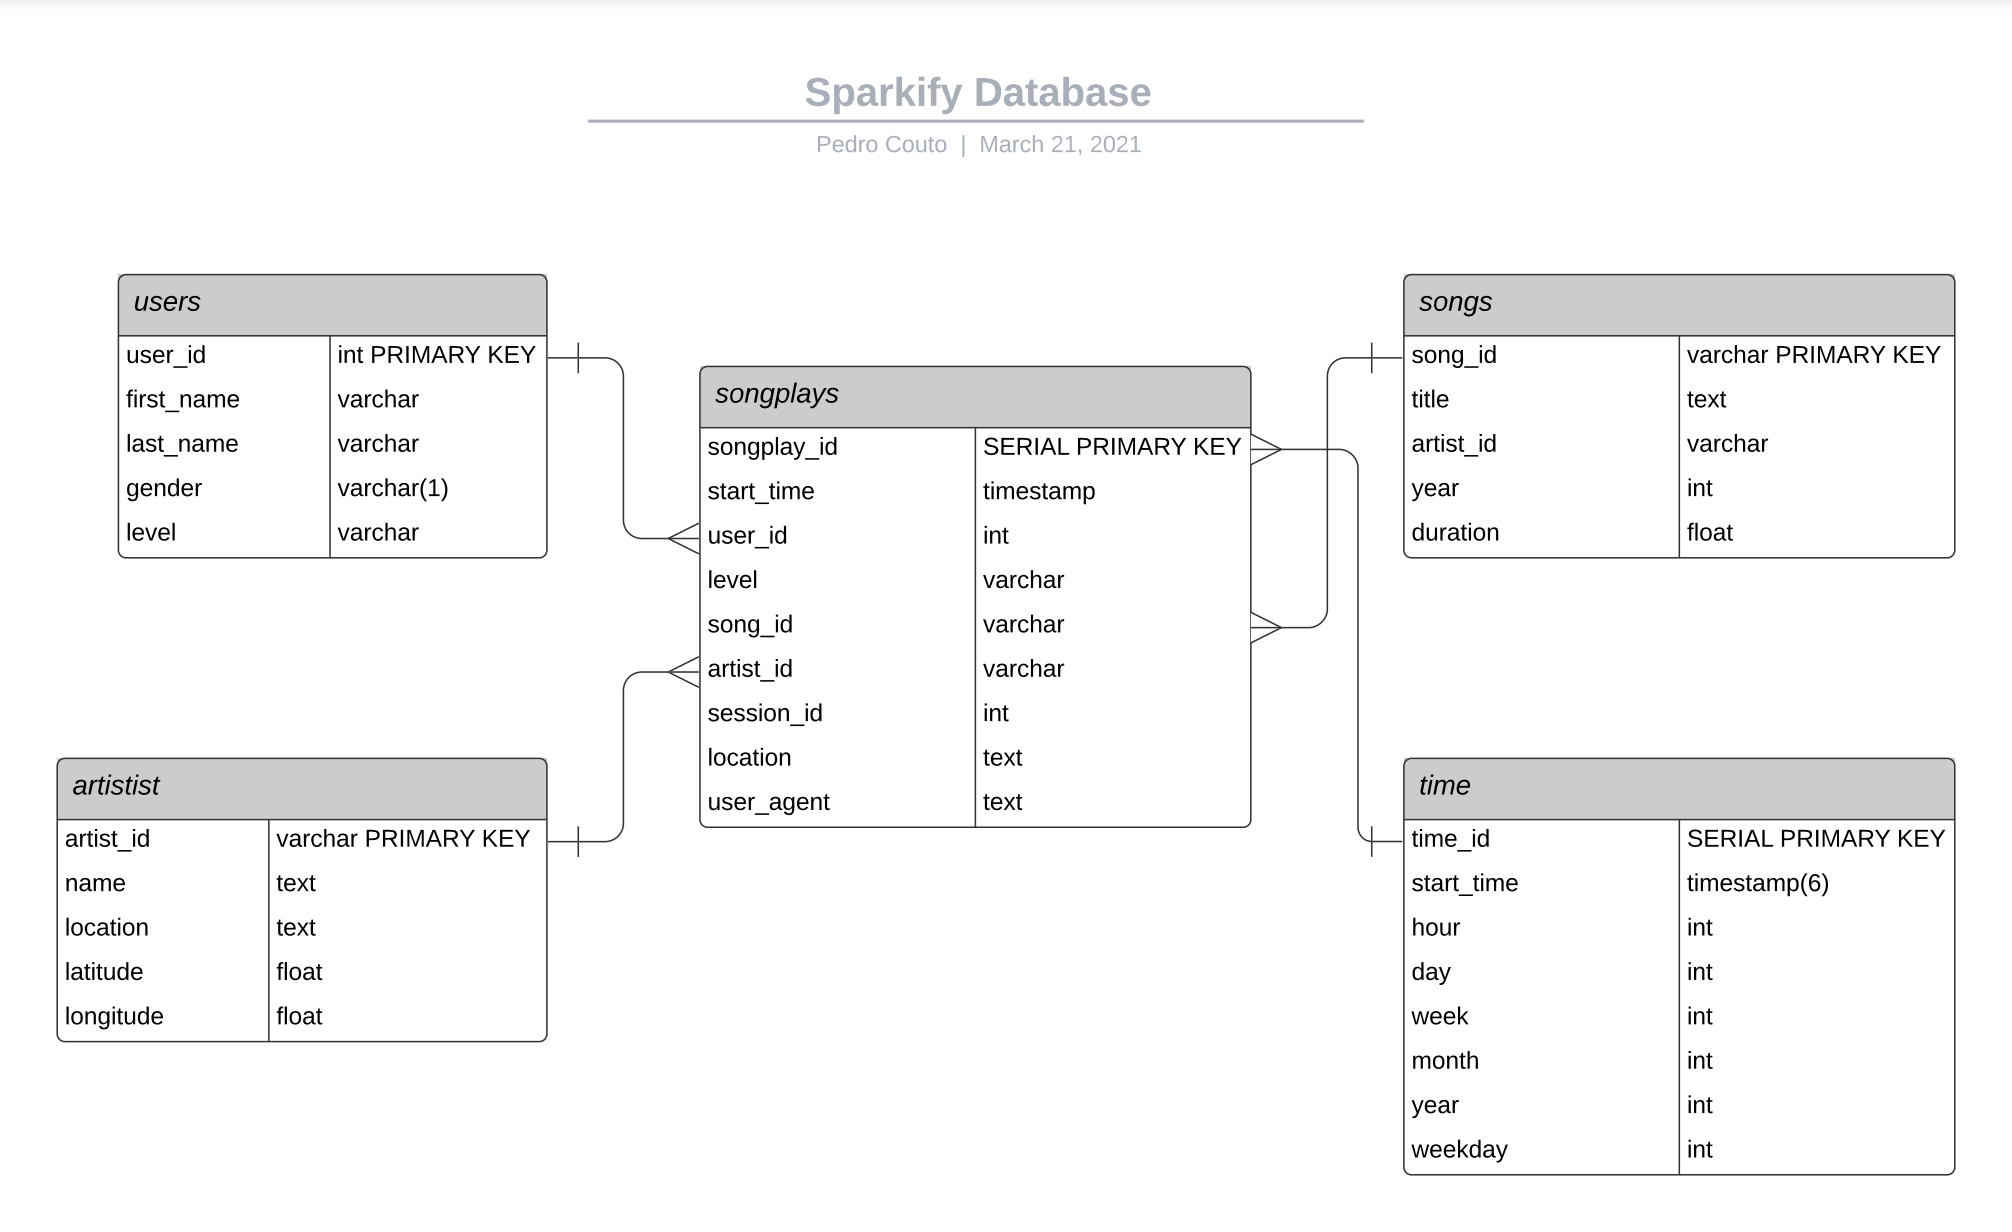 Sparkify Database
Pedro Couto | March 21, 2021
users
user_id int PRIMARY KEY
first_name varchar
last_name varchar
gender varchar(1)
level varchar
songplays
songplay_id SERIAL PRIMARY KEY
start_time timestamp
user_id int
level varchar
song_id varchar
artist_id varchar
session_id int
location text
user_agent text
songs
song_id varchar PRIMARY KEY
title text
artist_id varchar
year int
duration float
artistist
artist_id varchar PRIMARY KEY
name text
location text
latitude float
longitude float
time
time_id SERIAL PRIMARY KEY
start_time timestamp(6)
hour int
day int
week int
month int
year int
weekday int